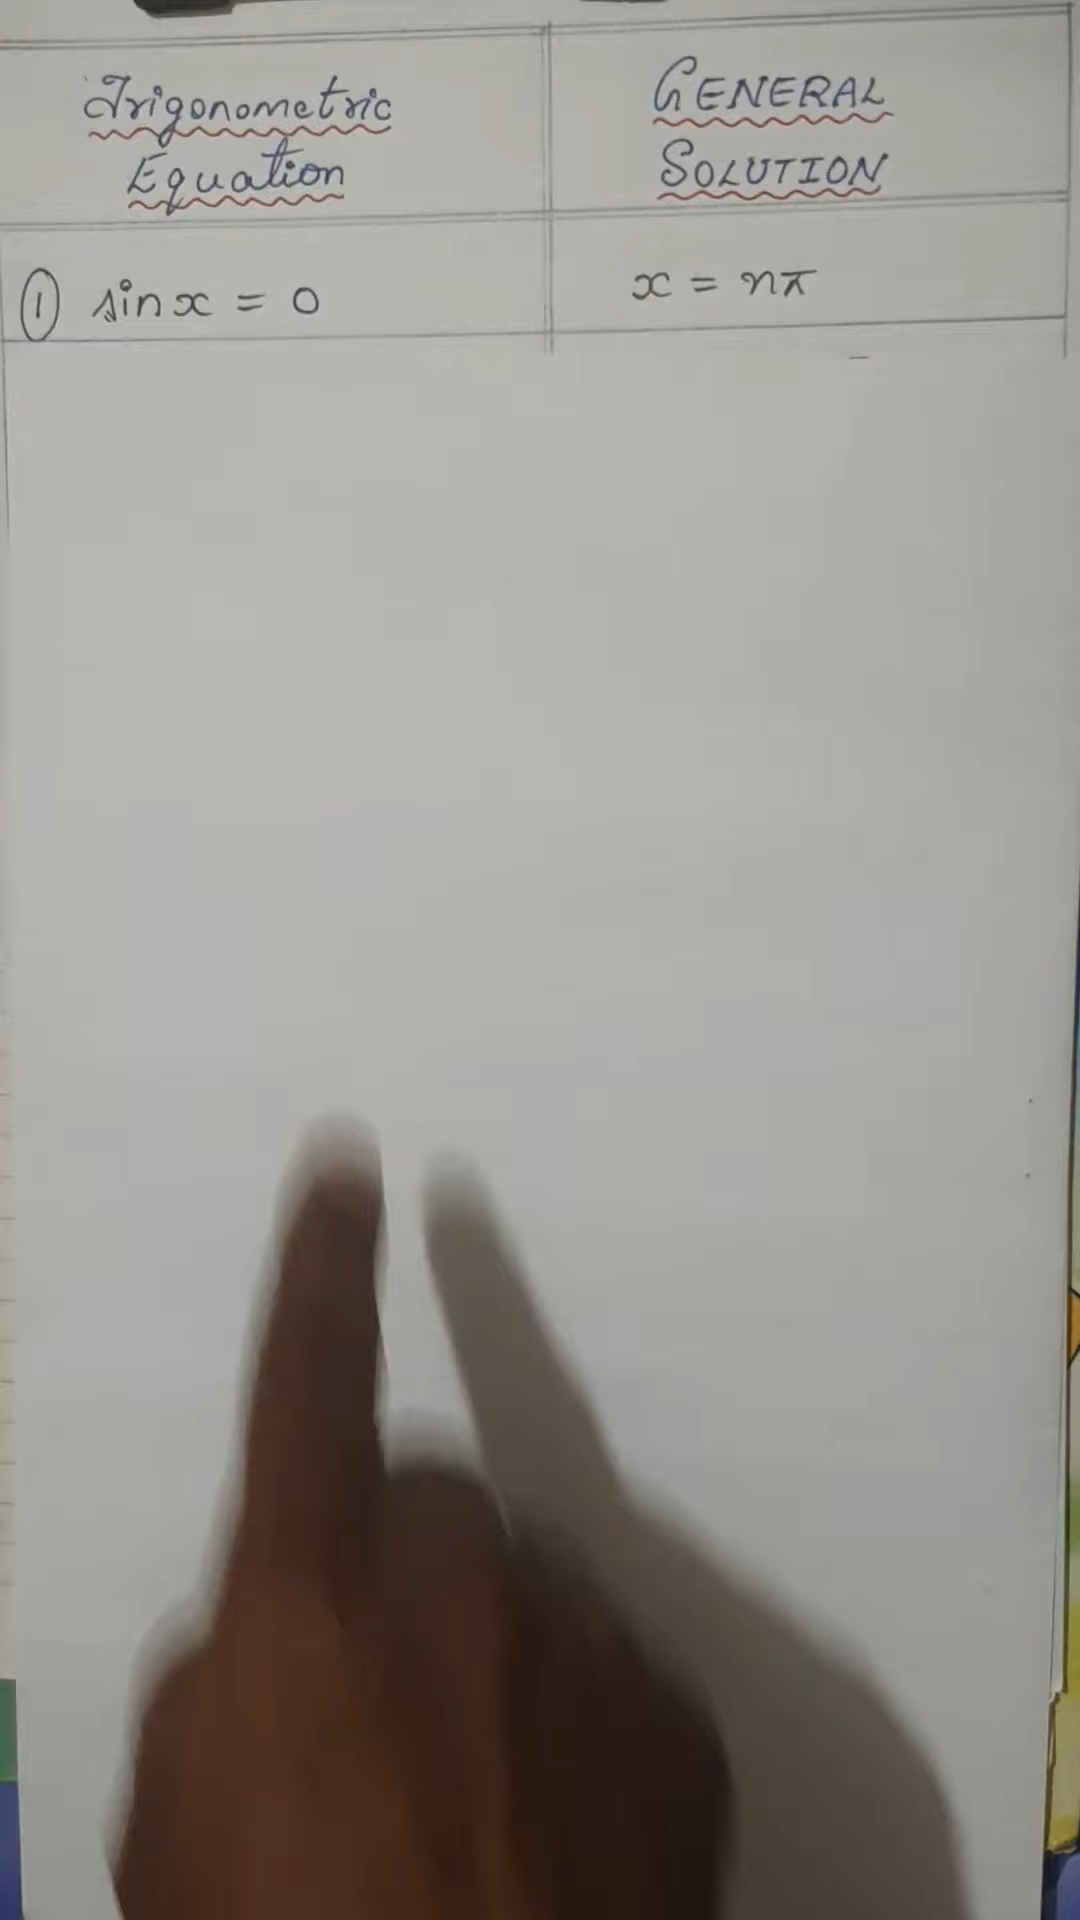 Trigonometric
Equation
GENERAL
SOLUTION
① sin x = 0
x = nπ